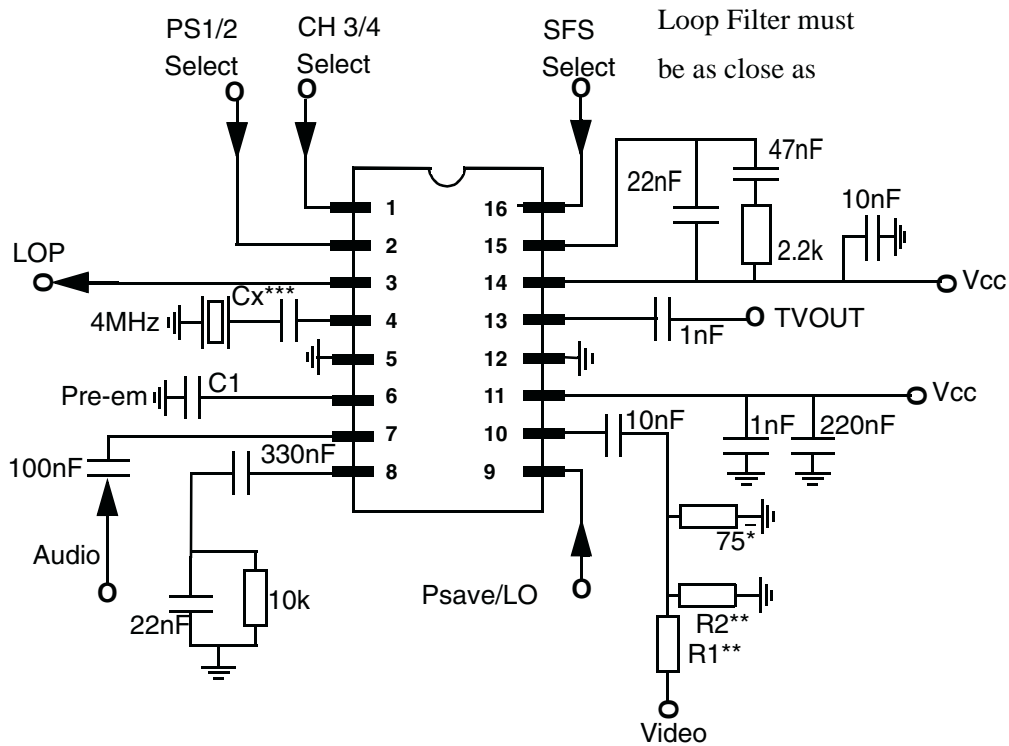 PS1/2
Select
CH 3/4
Select
SFS
Select
Loop Filter must
be as close as
47nF
22nF
10nF
2.2k
1
16
2
15
LOP
3
14
Vcc
Cx***
4MHz
4
13
1nF
TVOUT
5
12
Pre-em
C1
6
11
Vcc
7
10
10nF
1nF
220nF
100nF
330nF
8
9
75*
Audio
Psave/LO
22nF
10k
R2**
R1**
Video